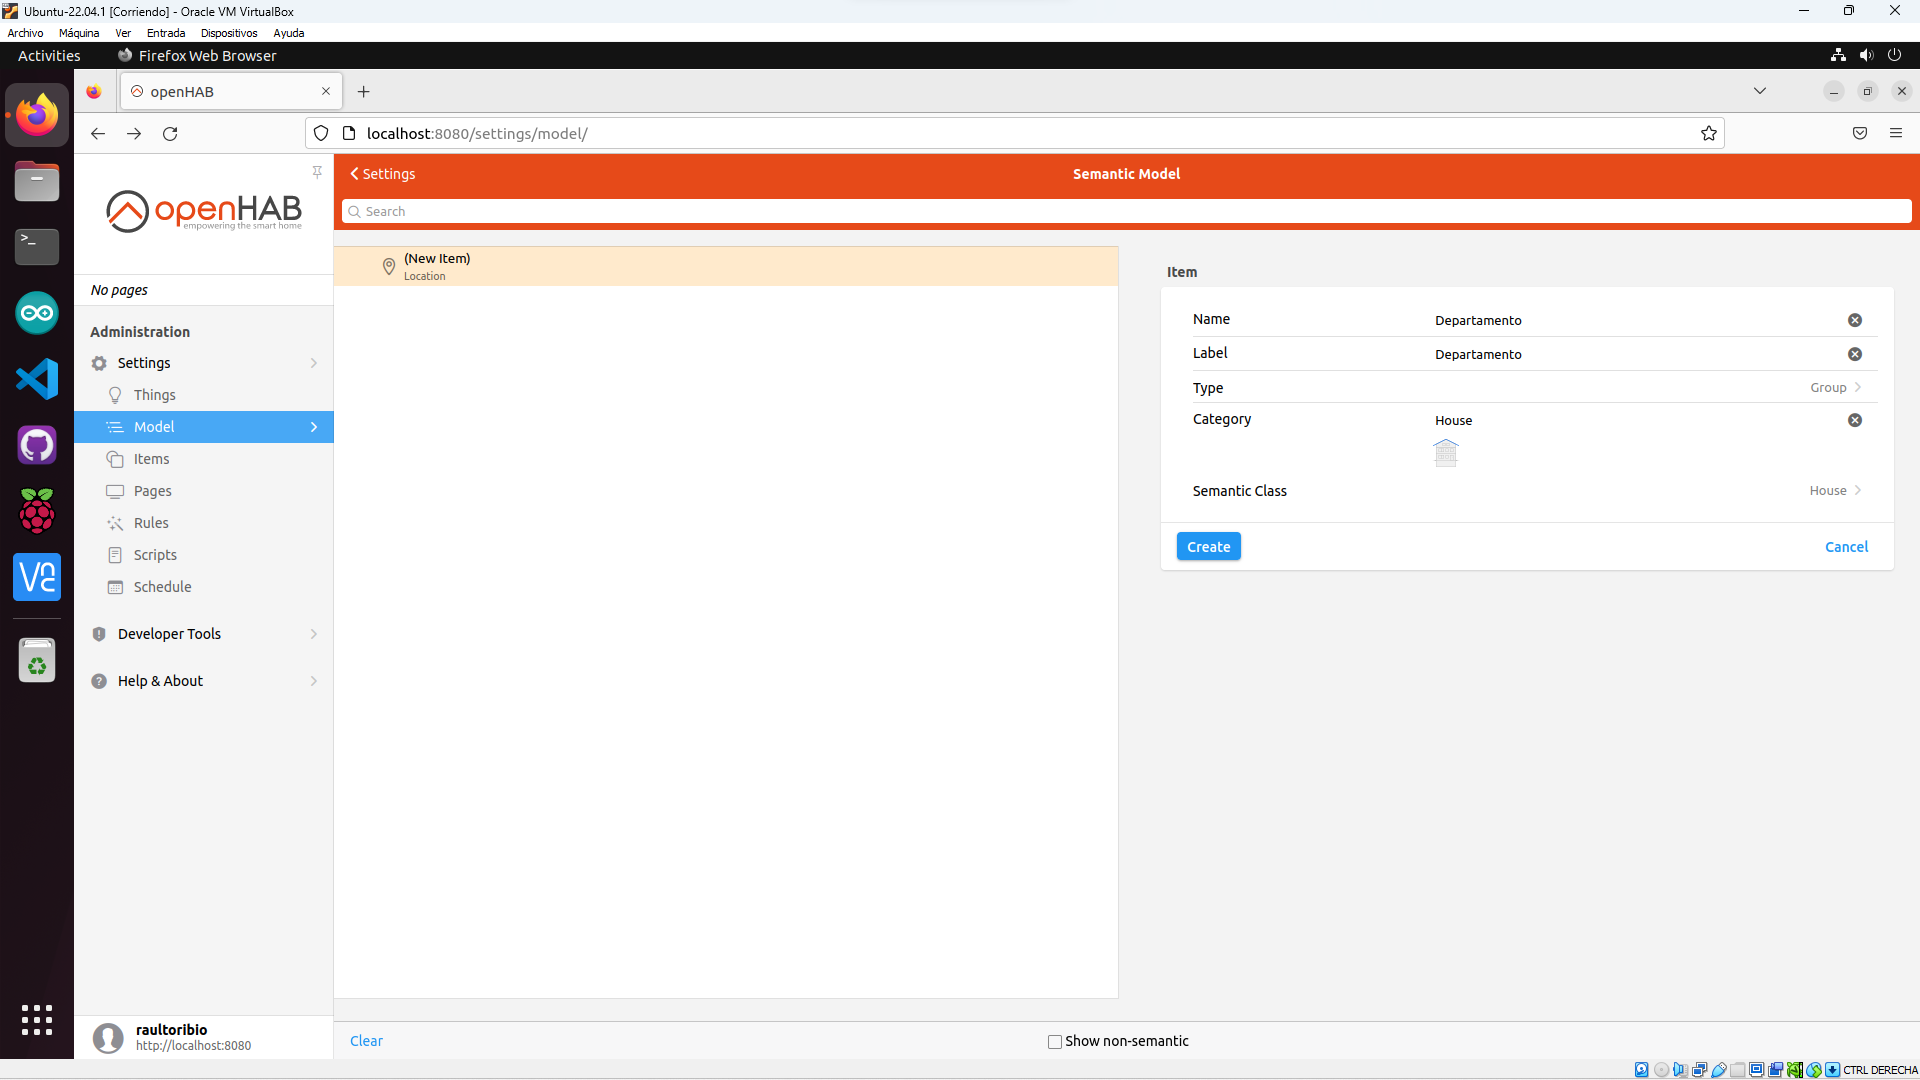 Ubuntu-22.04.1 [Corriendo] - Oracle VM VirtualBox
Archivo Máquina Ver Entrada Dispositivos Ayuda
Activities Firefox Web Browser
openHAB
localhost:8080/settings/model/
openHAB
empowering the smart home
Settings
Semantic Model
Search
No pages
Administration
Settings
Things
Model
Items
Pages
Rules
Scripts
Schedule
Developer Tools
Help & About
raultoribio
http://localhost:8080
(New Item)
Location
Item
Name Departamento
Label Departamento
Type Group
Category House
Semantic Class House
Create Cancel
Clear
Show non-semantic
CTRL DERECHA